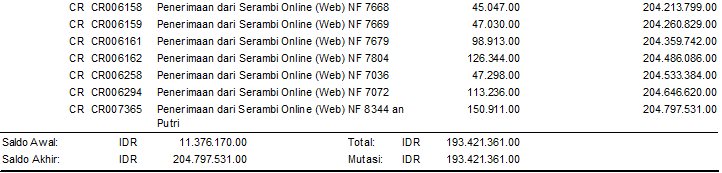 CR CR006158 Penerimaan dari Serambi Online (Web) NF 7668 45.047.00 204.213.799.00
CR CR006159 Penerimaan dari Serambi Online (Web) NF 7669 47.030.00 204.260.829.00
CR CR006161 Penerimaan dari Serambi Online (Web) NF 7679 98.913.00 204.359.742.00
CR CR006162 Penerimaan dari Serambi Online (Web) NF 7804 126.344.00 204.486.086.00
CR CR006258 Penerimaan dari Serambi Online (Web) NF 7036 47.298.00 204.533.384.00
CR CR006294 Penerimaan dari Serambi Online (Web) NF 7072 113.236.00 204.646.620.00
CR CR007365 Penerimaan dari Serambi Online (Web) NF 8344 an 150.911.00 204.797.531.00
Putri
Saldo Awal: IDR 11.376.170.00 Total: IDR 193.421.361.00
Saldo Akhir: IDR 204.797.531.00 Mutasi: IDR 193.421.361.00